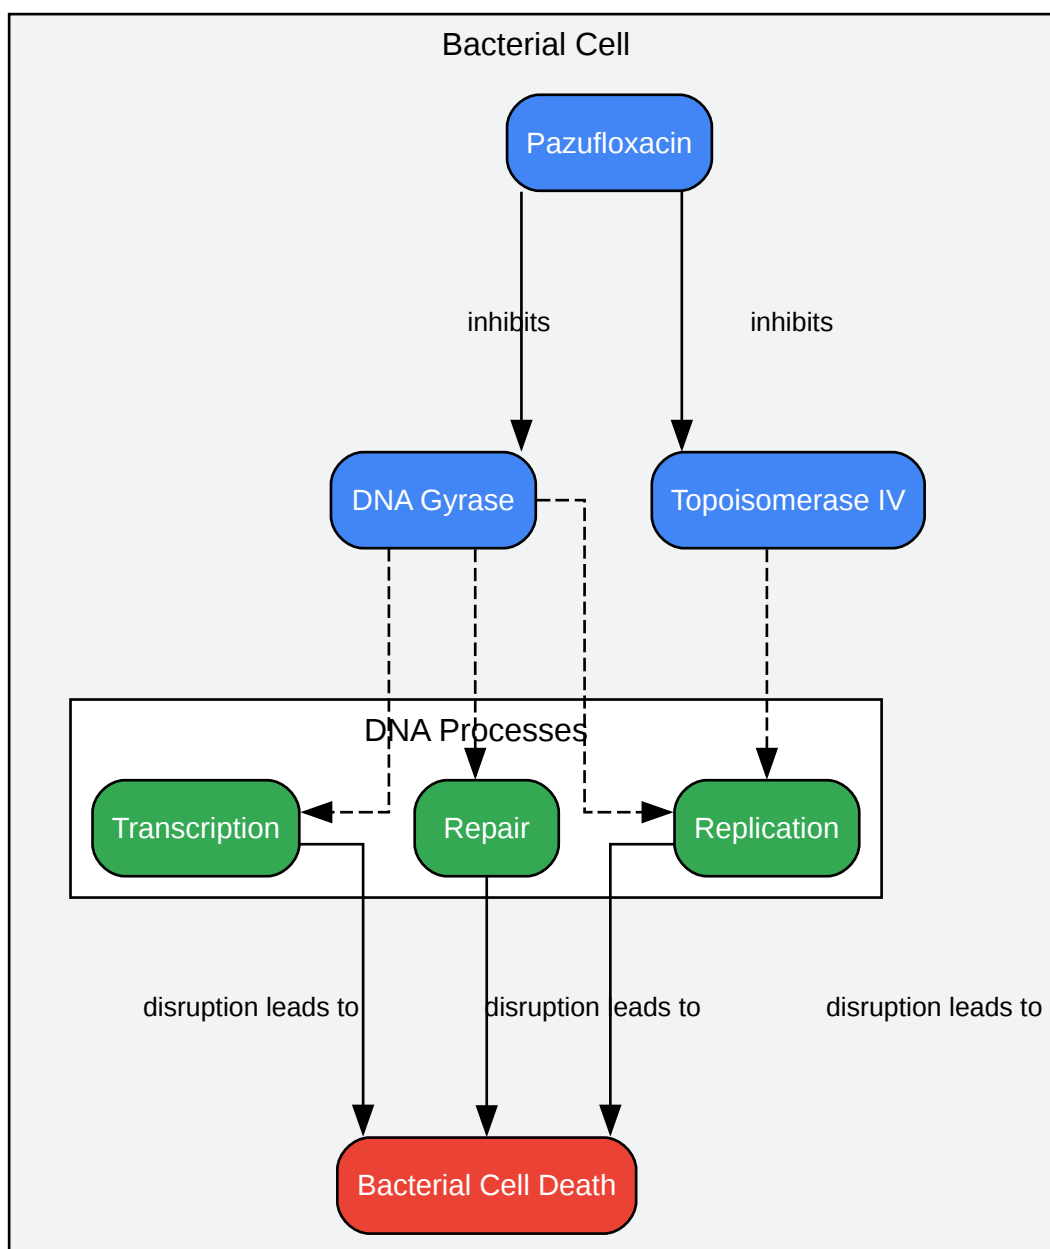 Bacterial Cell
Pazufloxacin
inhibits
inhibits
DNA Gyrase
Topoisomerase IV
DNA Processes
Transcription
Repair
Replication
disruption leads to
disruption leads to
disruption leads to
Bacterial Cell Death